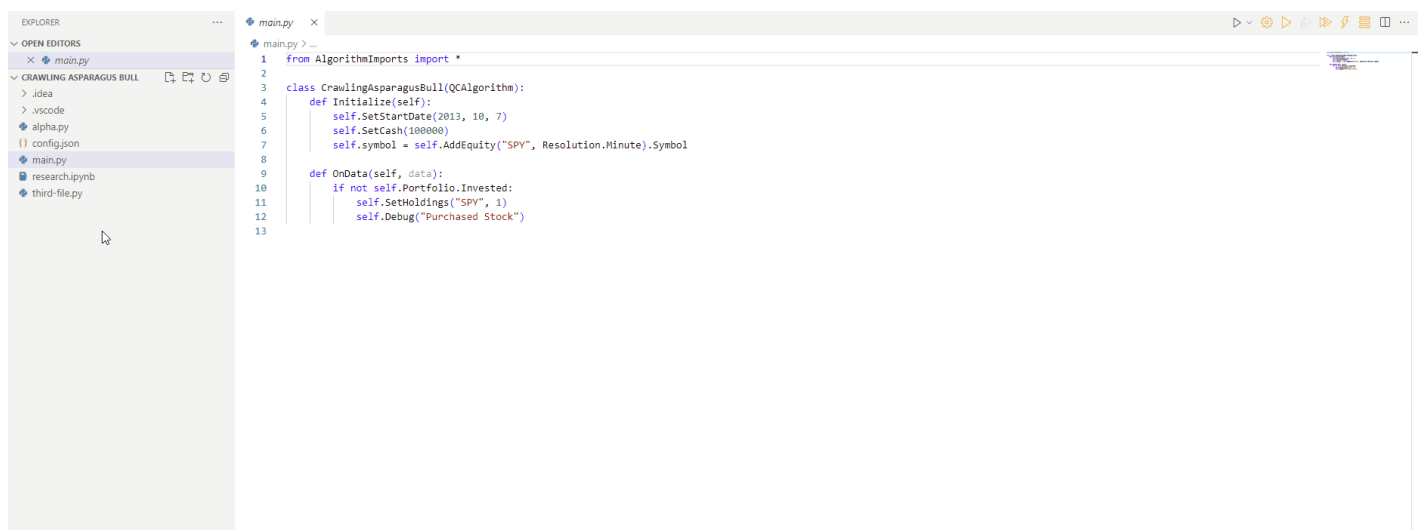 EXPLORER
OPEN EDITORS
main.py
CRAWLING ASPARAGUS BULL
.idea
.vscode
alpha.py
config.json
main.py
research.ipynb
third-file.py
main.py
main.py > ...
1 from AlgorithmImports import *
2
3 class CrawlingAsparagusBull(QCAlgorithm):
4     def Initialize(self):
5         self.SetStartDate(2013, 10, 7)
6         self.SetCash(100000)
7         self.symbol = self.AddEquity("SPY", Resolution.Minute).Symbol
8
9     def OnData(self, data):
10         if not self.Portfolio.Invested:
11             self.SetHoldings("SPY", 1)
12             self.Debug("Purchased Stock")
13